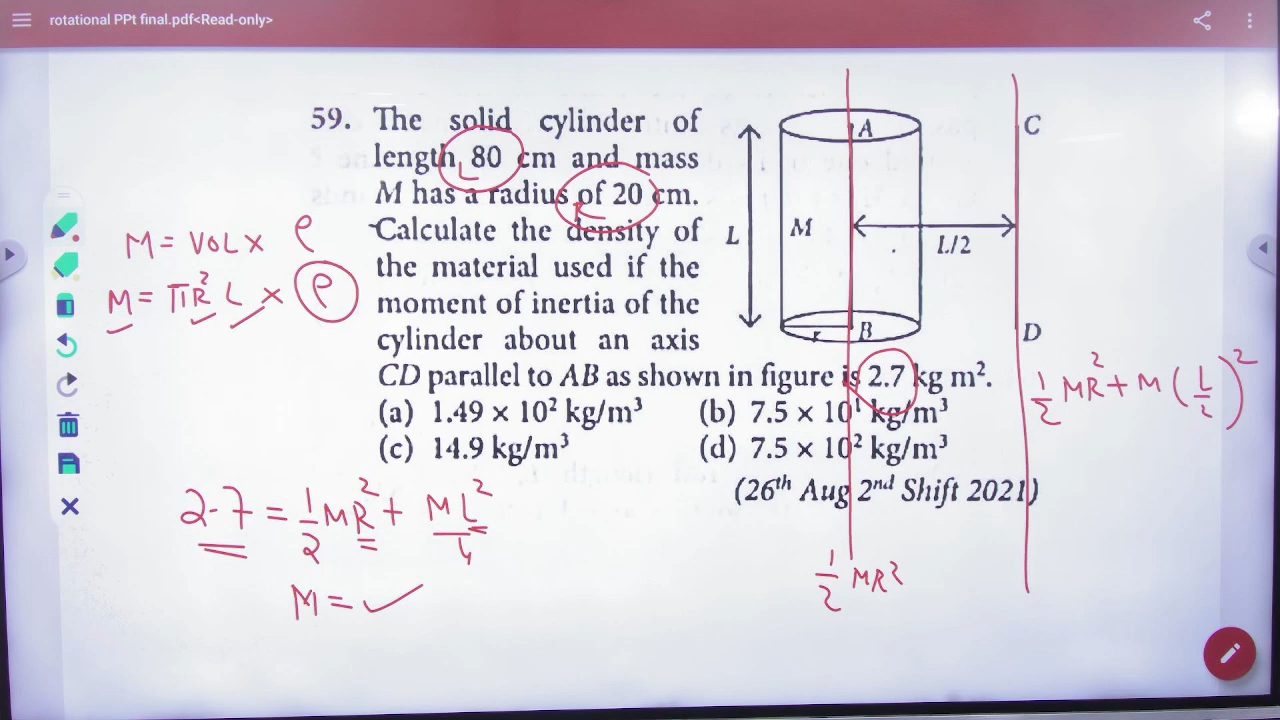 rotational PPt final.pdf<Read-only>
59. The solid cylinder of
length 80 cm and mass
M has a radius of 20 cm.
Calculate the density of
the material used if the
moment of inertia of the
cylinder about an axis
CD parallel to AB as shown in figure is 2.7 kg m².
(a) 1.49 × 10² kg/m³ (b) 7.5 × 10¹ kg/m³
(c) 14.9 kg/m³ (d) 7.5 × 10² kg/m³
(26th Aug 2nd Shift 2021)
A
C
L
M
L/2
r
B
D
L
R
M = VOL × ρ
M = πR² L × ρ
½ MR² + M (L/2)²
2.7 = ½ MR² + ML²/4
M = ✓
½ MR²